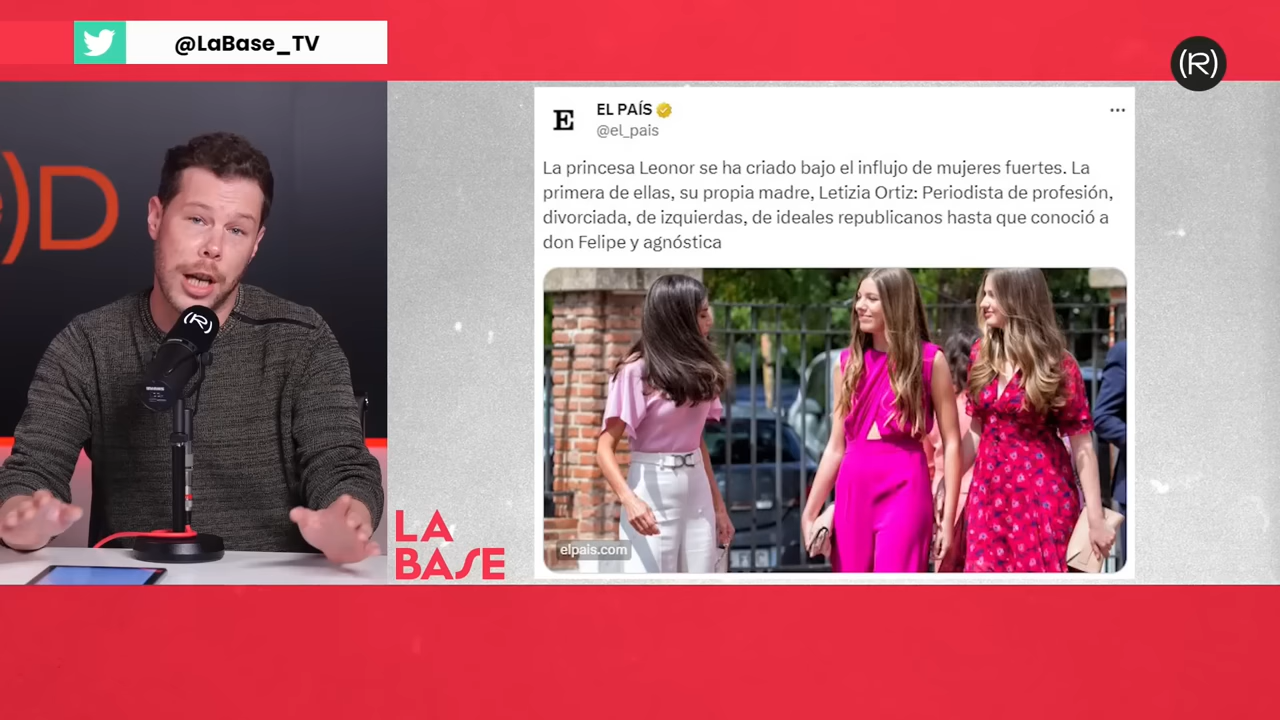 @LaBase_TV
(R)
)D
EL PAÍS
@el_pais
La princesa Leonor se ha criado bajo el influjo de mujeres fuertes. La
primera de ellas, su propia madre, Letizia Ortiz: Periodista de profesión,
divorciada, de izquierdas, de ideales republicanos hasta que conoció a
don Felipe y agnóstica
elpais.com
(R)
LA
BASE